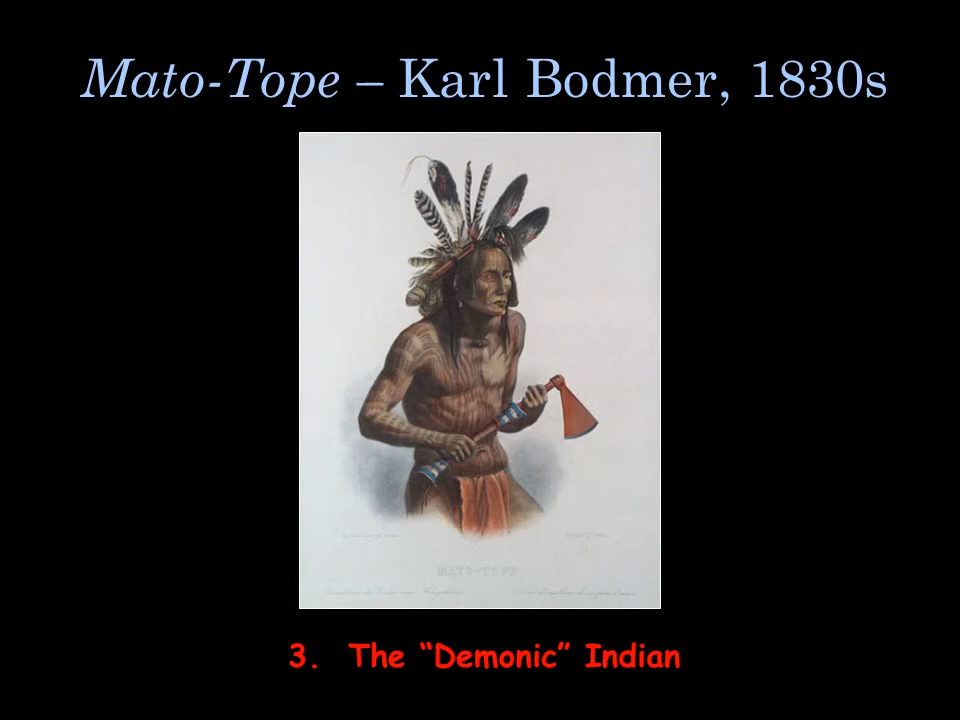 Mato-Tope – Karl Bodmer, 1830s
MATO-TOPE
3. The “Demonic” Indian